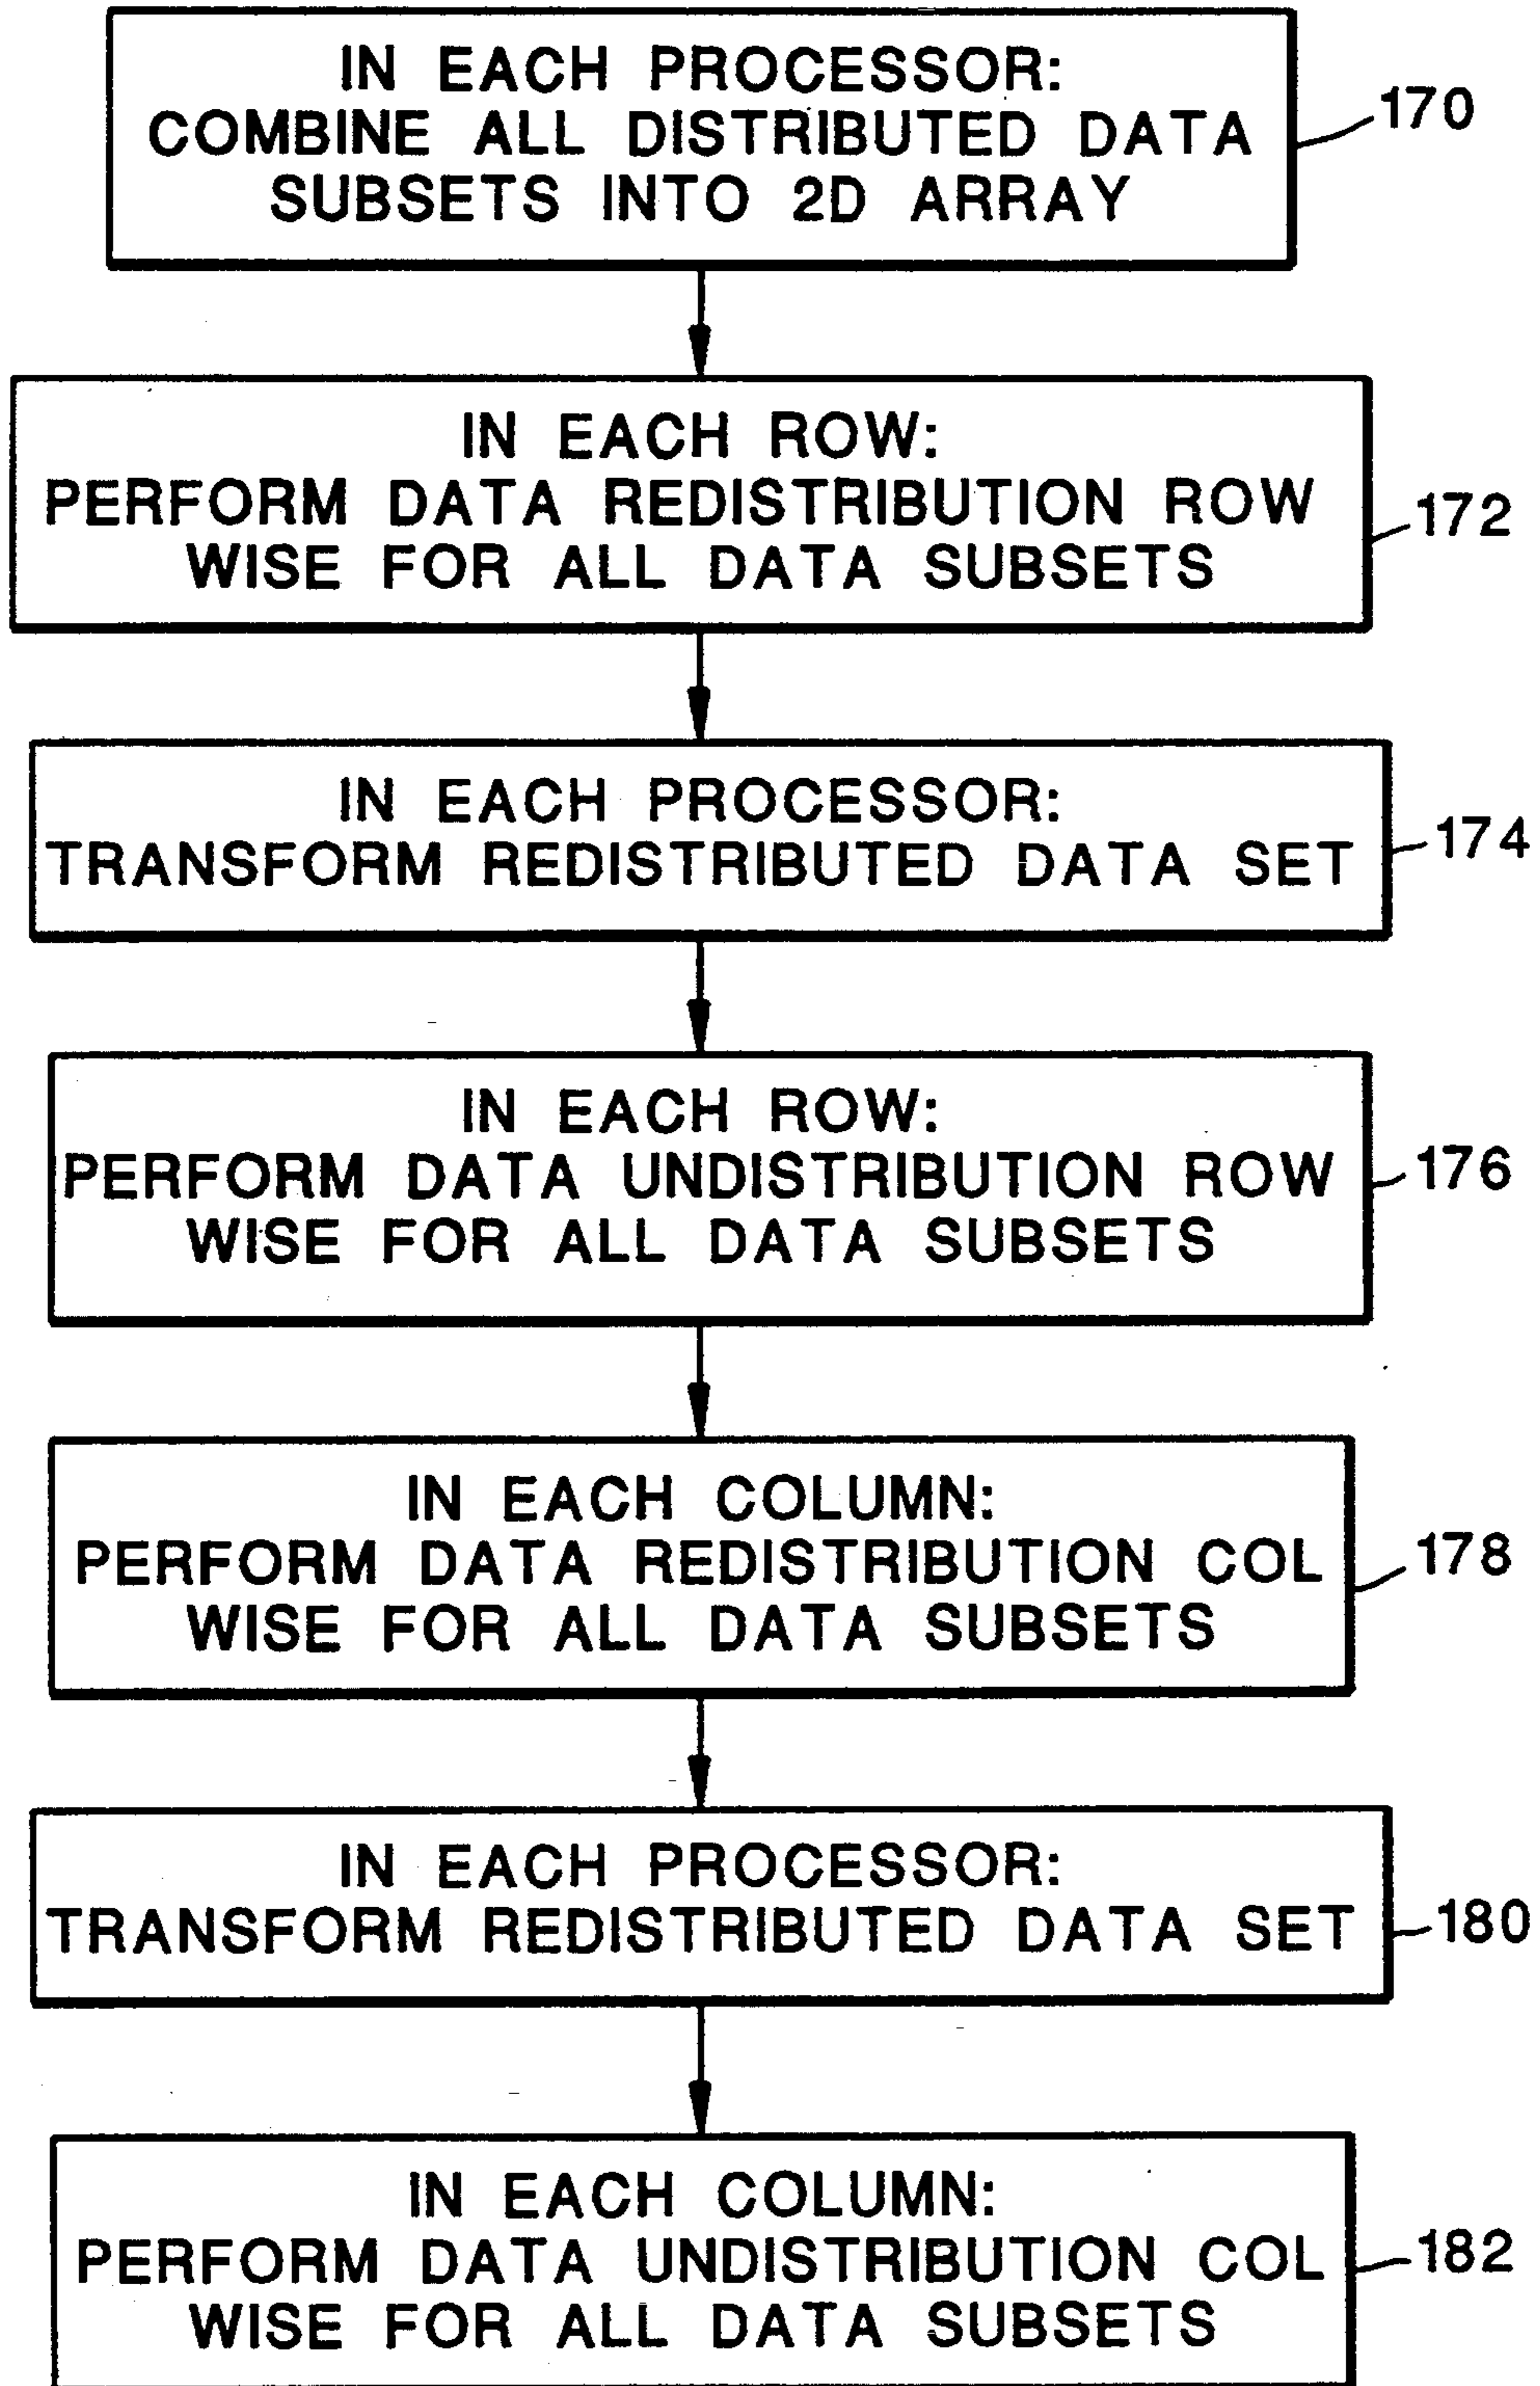 IN EACH PROCESSOR:
COMBINE ALL DISTRIBUTED DATA
SUBSETS INTO 2D ARRAY
170
IN EACH ROW:
PERFORM DATA REDISTRIBUTION ROW
WISE FOR ALL DATA SUBSETS
172
IN EACH PROCESSOR:
TRANSFORM REDISTRIBUTED DATA SET
174
IN EACH ROW:
PERFORM DATA UNDISTRIBUTION ROW
WISE FOR ALL DATA SUBSETS
176
IN EACH COLUMN:
PERFORM DATA REDISTRIBUTION COL
WISE FOR ALL DATA SUBSETS
178
IN EACH PROCESSOR:
TRANSFORM REDISTRIBUTED DATA SET
180
IN EACH COLUMN:
PERFORM DATA UNDISTRIBUTION COL
WISE FOR ALL DATA SUBSETS
182